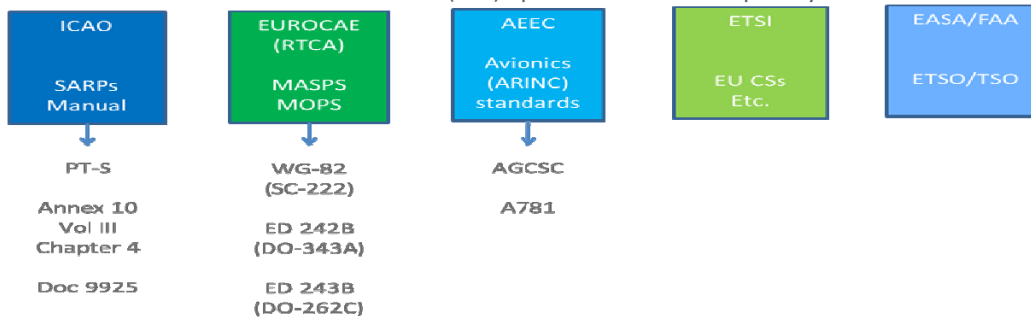 ICAO
SARPs
Manual
EUROCAE
(RTCA)
MASPS
MOPS
AEEC
Avionics
(ARINC)
standards
ETSI
EU CSs
Etc.
EASA/FAA
ETSO/TSO
PT-S
Annex 10
Vol III
Chapter 4
Doc 9925
WG-82
(SC-222)
ED 242B
(DO-343A)
ED 243B
(DO-262C)
AGCSC
A781